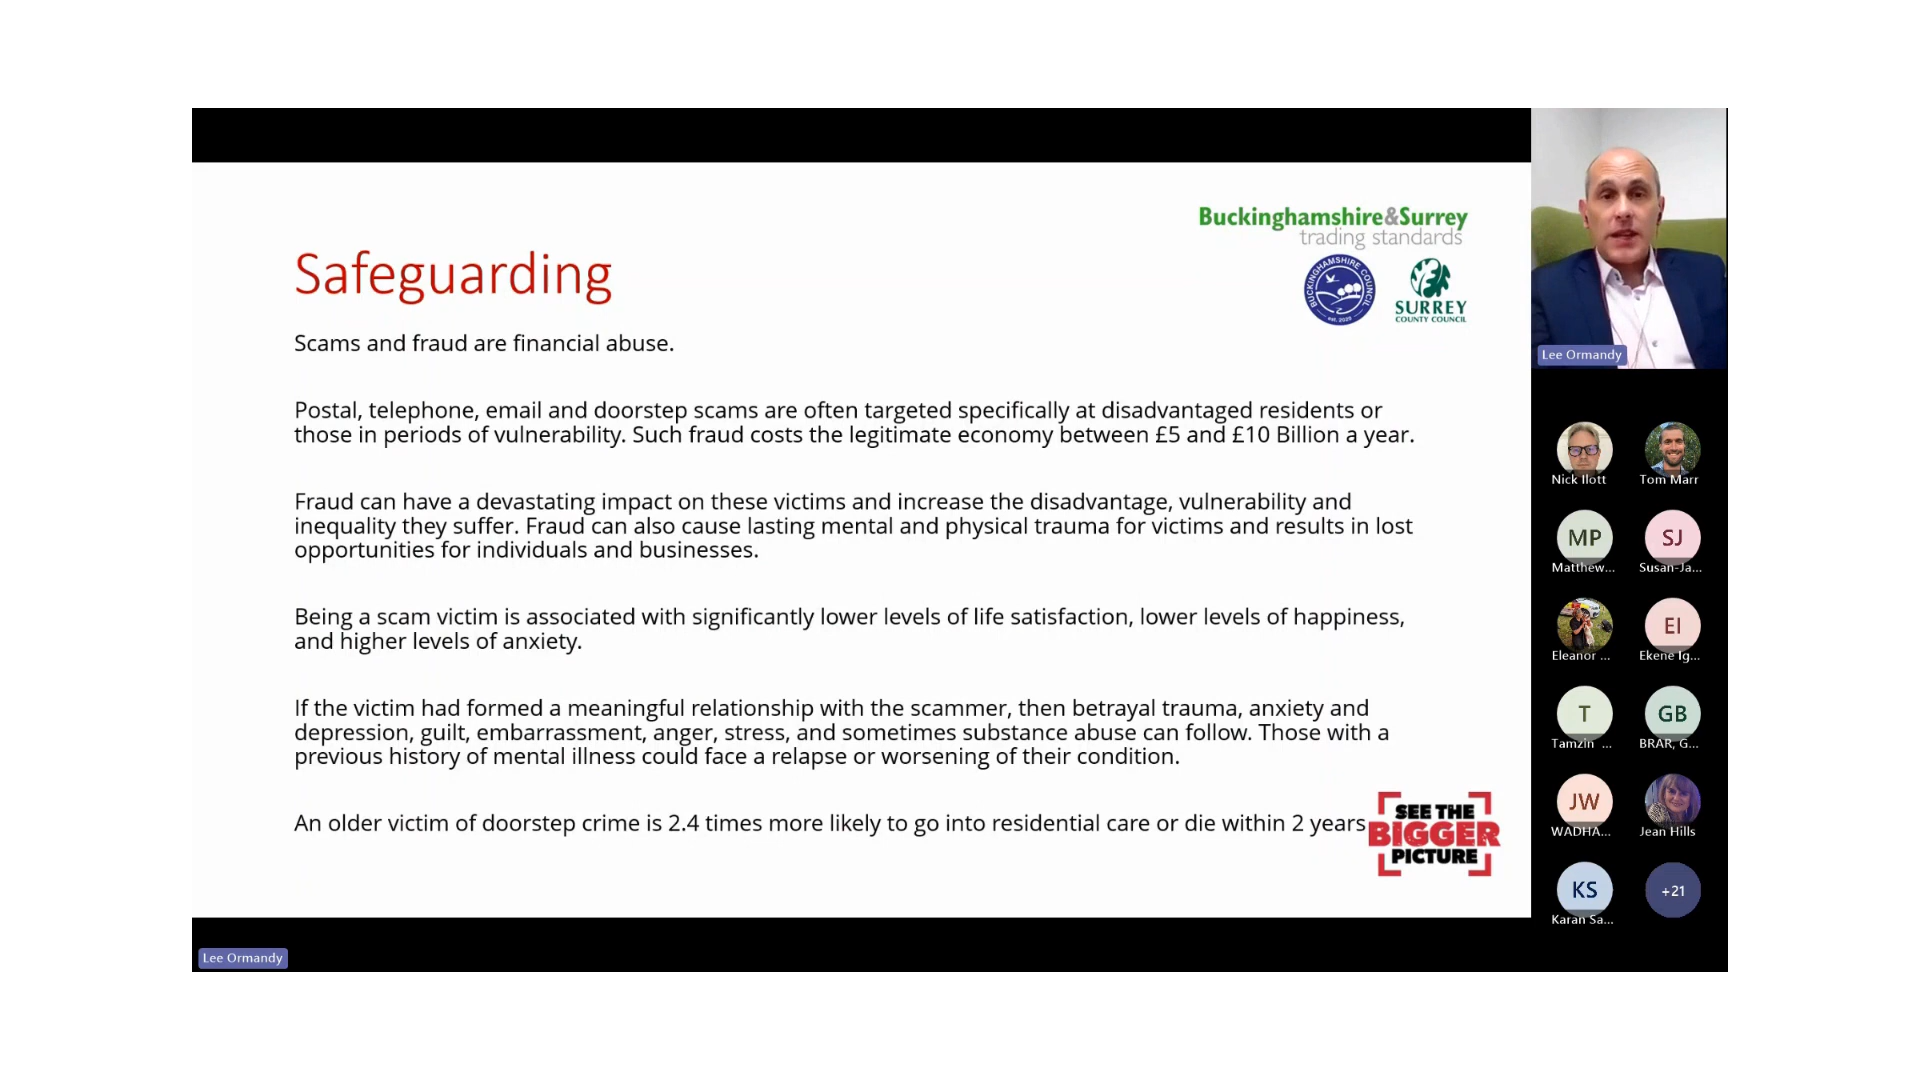 Buckinghamshire&Surrey
trading standards
BUCKINGHAMSHIRE COUNCIL
est. 2020
SURREY
COUNTY COUNCIL
Safeguarding
Scams and fraud are financial abuse.
Postal, telephone, email and doorstep scams are often targeted specifically at disadvantaged residents or
those in periods of vulnerability. Such fraud costs the legitimate economy between £5 and £10 Billion a year.
Fraud can have a devastating impact on these victims and increase the disadvantage, vulnerability and
inequality they suffer. Fraud can also cause lasting mental and physical trauma for victims and results in lost
opportunities for individuals and businesses.
Being a scam victim is associated with significantly lower levels of life satisfaction, lower levels of happiness,
and higher levels of anxiety.
If the victim had formed a meaningful relationship with the scammer, then betrayal trauma, anxiety and
depression, guilt, embarrassment, anger, stress, and sometimes substance abuse can follow. Those with a
previous history of mental illness could face a relapse or worsening of their condition.
An older victim of doorstep crime is 2.4 times more likely to go into residential care or die within 2 years
SEE THE
BIGGER
PICTURE
Lee Ormandy
Lee Ormandy
Nick Ilott
Tom Marr
MP
Matthew...
SJ
Susan-Ja...
Eleanor ...
EI
Ekene Ig...
T
Tamzin ...
GB
BRAR, G...
JW
WADHA...
Jean Hills
KS
Karan Sa...
+21